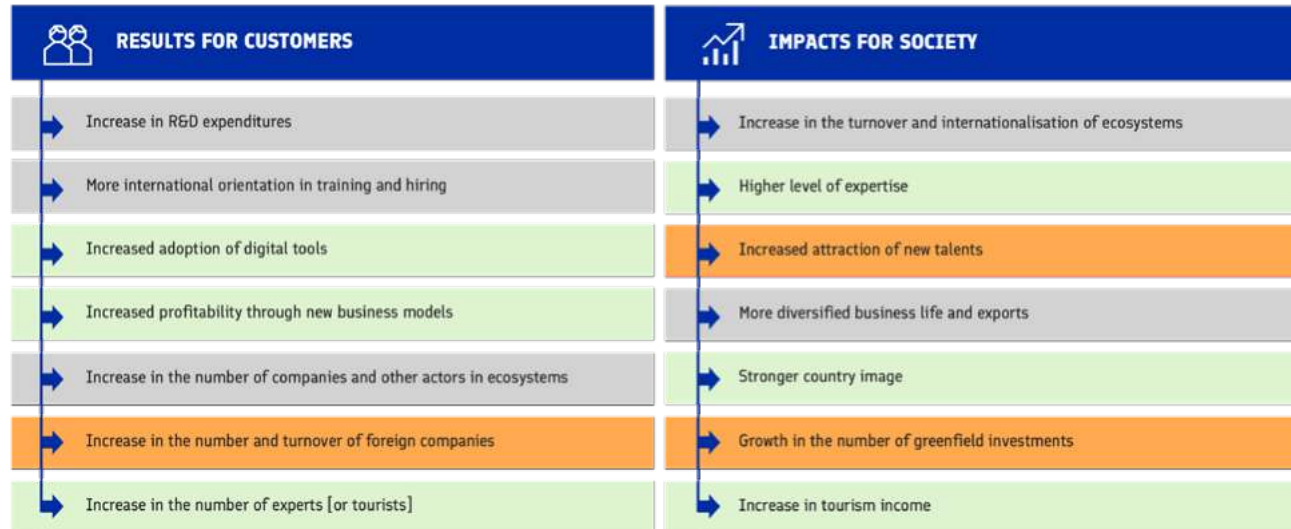 RESULTS FOR CUSTOMERS
Increase in R&D expenditures
More international orientation in training and hiring
Increased adoption of digital tools
Increased profitability through new business models
Increase in the number of companies and other actors in ecosystems
Increase in the number and turnover of foreign companies
Increase in the number of experts [or tourists]
IMPACTS FOR SOCIETY
Increase in the turnover and internationalisation of ecosystems
Higher level of expertise
Increased attraction of new talents
More diversified business life and exports
Stronger country image
Growth in the number of greenfield investments
Increase in tourism income